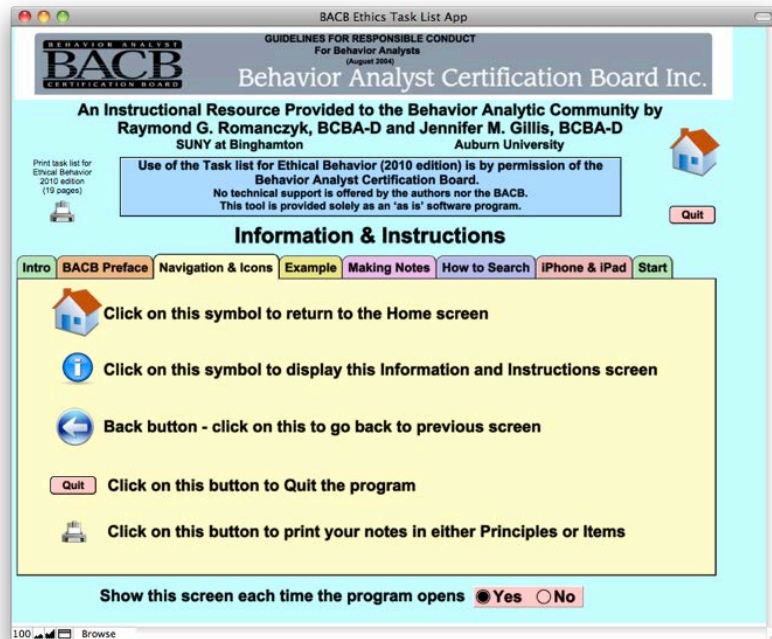 BACB Ethics Task List App
GUIDELINES FOR RESPONSIBLE CONDUCT
For Behavior Analysts
(August 2004)
BEHAVIOR ANALYST
BACB
CERTIFICATION BOARD
Behavior Analyst Certification Board Inc.
An Instructional Resource Provided to the Behavior Analytic Community by
Raymond G. Romanczyk, BCBA-D and Jennifer M. Gillis, BCBA-D
SUNY at Binghamton Auburn University
Print task list for
Ethical Behavior
2010 edition
(19 pages)
Use of the Task list for Ethical Behavior (2010 edition) is by permission of the
Behavior Analyst Certification Board.
No technical support is offered by the authors nor the BACB.
This tool is provided solely as an 'as is' software program.
Quit
Information & Instructions
Intro BACB Preface Navigation & Icons Example Making Notes How to Search iPhone & iPad Start
Click on this symbol to return to the Home screen
Click on this symbol to display this Information and Instructions screen
Back button - click on this to go back to previous screen
Quit Click on this button to Quit the program
Click on this button to print your notes in either Principles or Items
Show this screen each time the program opens Yes No
100 Browse